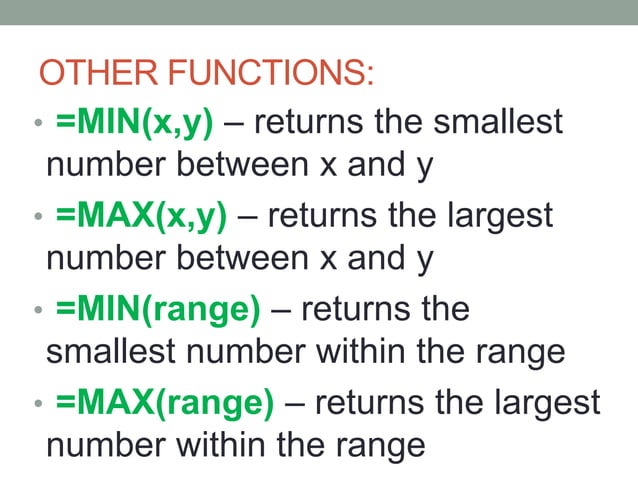 OTHER FUNCTIONS:
• =MIN(x,y) – returns the smallest
number between x and y
• =MAX(x,y) – returns the largest
number between x and y
• =MIN(range) – returns the
smallest number within the range
• =MAX(range) – returns the largest
number within the range